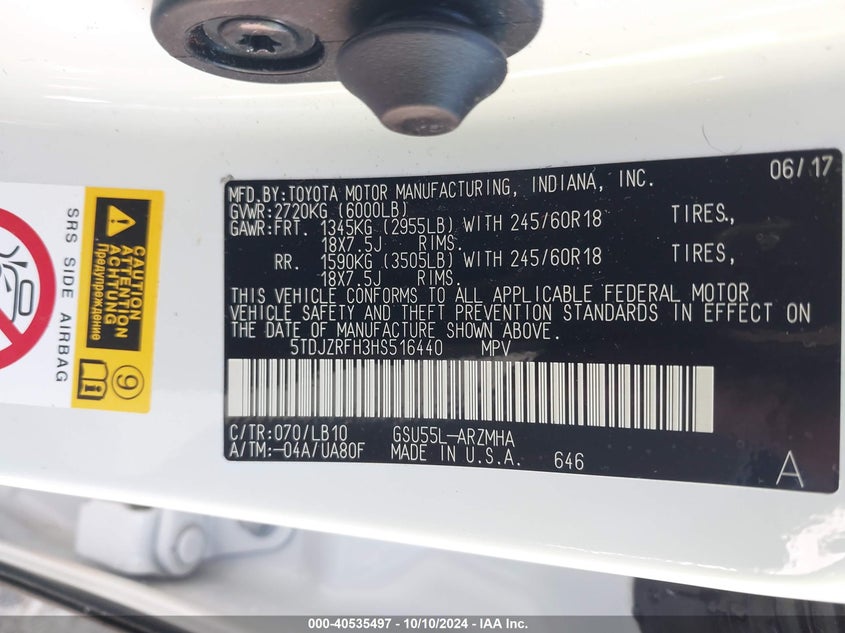 06/17
MFD.BY:TOYOTA MOTOR MANUFACTURING, INDIANA, INC.
GVWR:2720KG (6000LB)
GAWR:FRT. 1345KG (2955LB) WITH 245/60R18 TIRES.,
18X7.5J RIMS.
RR. 1590KG (3505LB) WITH 245/60R18 TIRES,
18X7.5J RIMS.
THIS VEHICLE CONFORMS TO ALL APPLICABLE FEDERAL MOTOR
VEHICLE SAFETY AND THEFT PREVENTION STANDARDS IN EFFECT ON
THE DATE OF MANUFACTURE SHOWN ABOVE.
5TDJZRFH3HS516440 MPV
C/TR:070/LB10 GSU55L-ARZMHA
A/TM:-04A/UA80F MADE IN U.S.A. 646
A
SRS SIDE AIRBAG
CAUTION
ATTENTION
ACHTUNG
Предупреждение
9
000-40535497 - 10/10/2024 - IAA Inc.